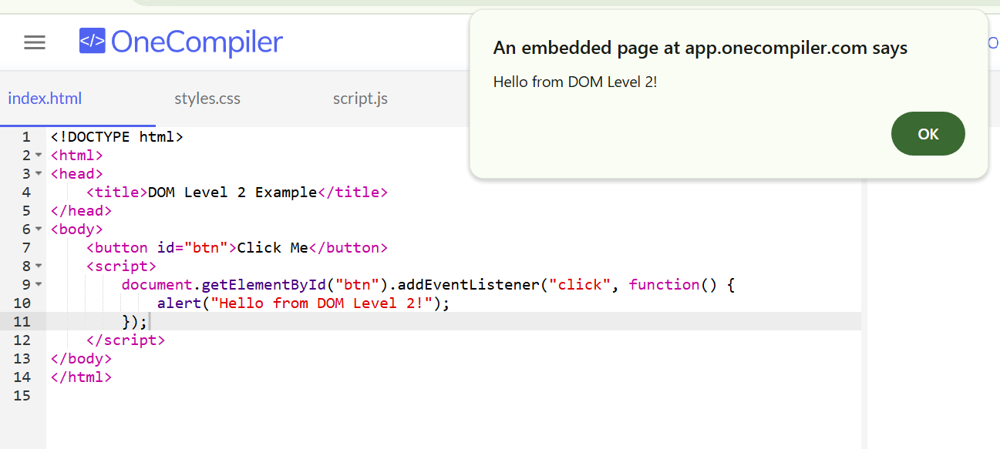 </> OneCompiler
An embedded page at app.onecompiler.com says
Hello from DOM Level 2!
OK
index.html styles.css script.js
1 <!DOCTYPE html>
2 <html>
3 <head>
4     <title>DOM Level 2 Example</title>
5 </head>
6 <body>
7     <button id="btn">Click Me</button>
8     <script>
9         document.getElementById("btn").addEventListener("click", function() {
10             alert("Hello from DOM Level 2!");
11         });
12     </script>
13 </body>
14 </html>
15